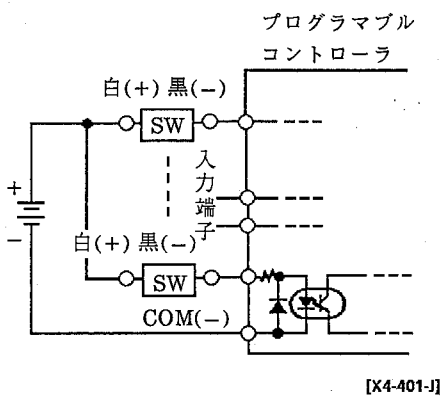 プログラマブル
コントローラ
白(+) 黒(−)
SW
入力端子
+
−
白(+) 黒(−)
SW
COM(−)
[X4-401-J]